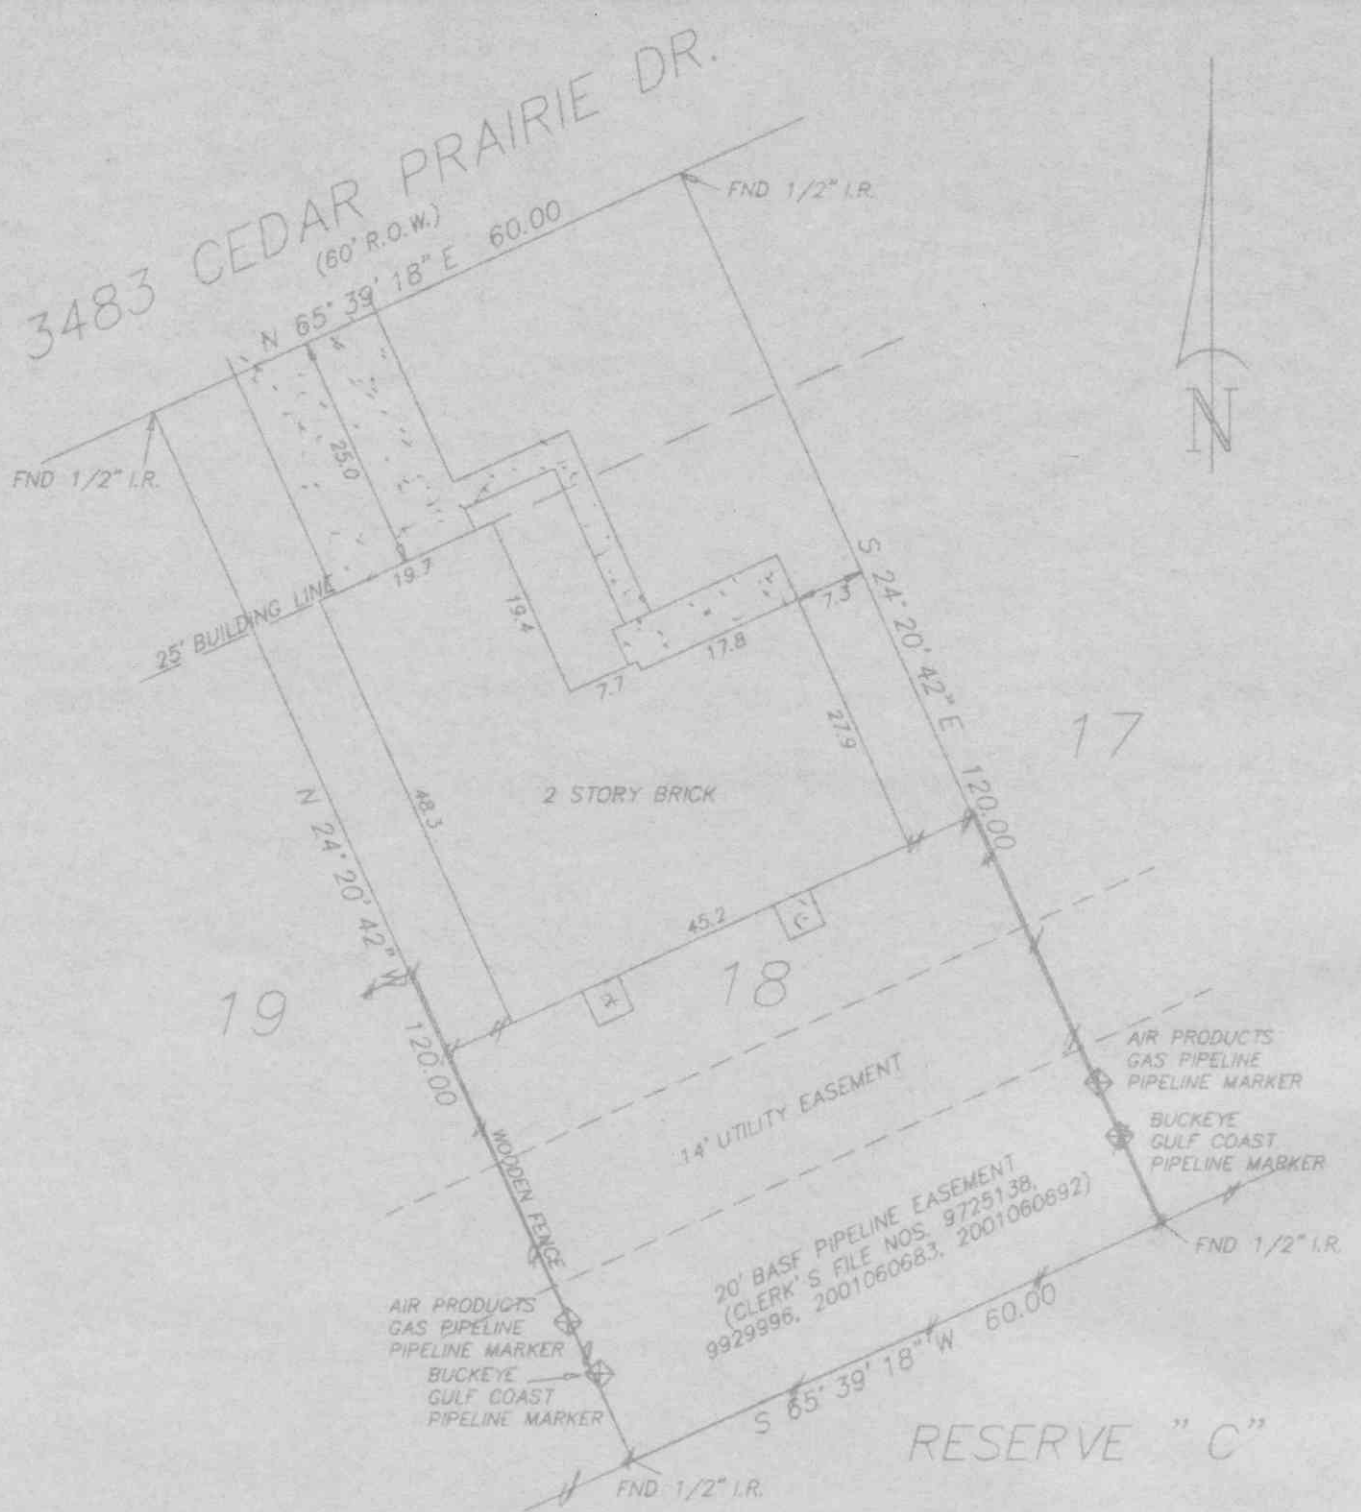 3483 CEDAR PRAIRIE DR.
(60' R.O.W.)
N 65° 39' 18" E 60.00
FND 1/2" I.R.
FND 1/2" I.R.
N
25.0
25' BUILDING LINE
19.7
19.4
7.7
17.8
7.3
27.9
48.3
S 24° 20' 42" E 120.00
17
2 STORY BRICK
N 24° 20' 42" W 120.00
45.2
18
19
WOODEN FENCE
14' UTILITY EASEMENT
AIR PRODUCTS
GAS PIPELINE
PIPELINE MARKER
BUCKEYE
GULF COAST
PIPELINE MARKER
20' BASF PIPELINE EASEMENT
(CLERK'S FILE NOS. 9725138,
9929996, 2001060683, 2001060692)
FND 1/2" I.R.
AIR PRODUCTS
GAS PIPELINE
PIPELINE MARKER
BUCKEYE
GULF COAST
PIPELINE MARKER
S 65° 39' 18" W 60.00
RESERVE "C"
FND 1/2" I.R.